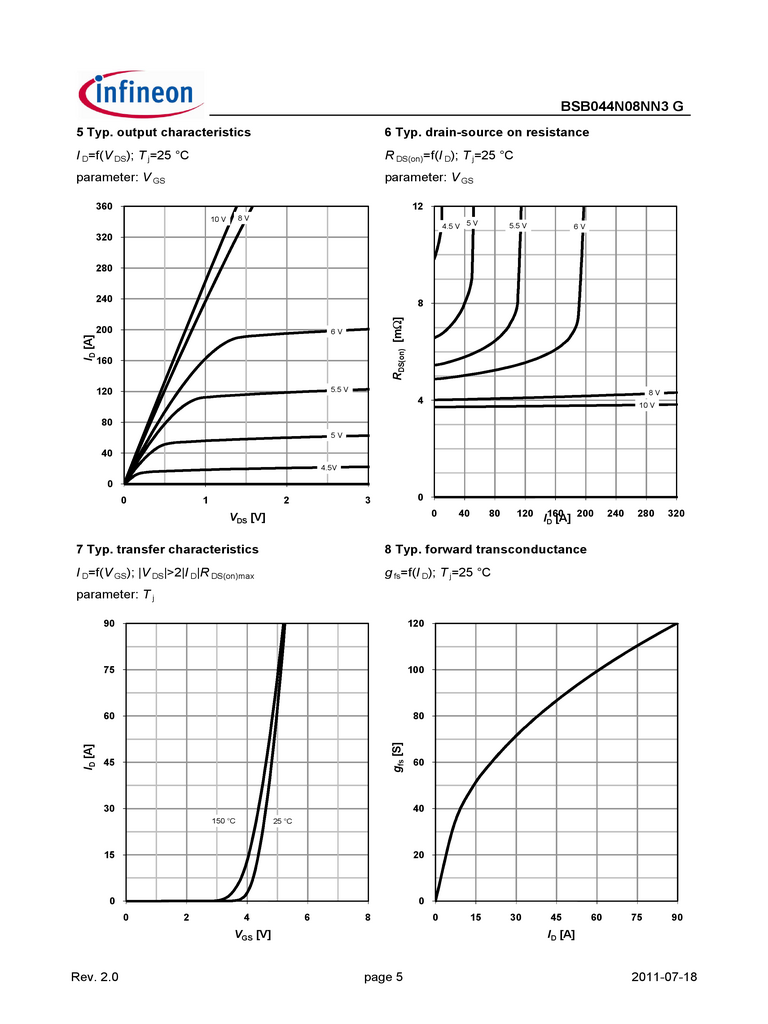 infineon
BSB044N08NN3 G
5 Typ. output characteristics
I D=f(V DS); T j=25 °C
parameter: V GS
360
320
280
240
200
160
120
80
40
0
0 1 2 3
I D [A]
V DS [V]
10 V
8 V
6 V
5.5 V
5 V
4.5V
6 Typ. drain-source on resistance
R DS(on)=f(I D); T j=25 °C
parameter: V GS
12
8
4
0
0 40 80 120 160 200 240 280 320
R DS(on) [mΩ]
I D [A]
4.5 V
5 V
5.5 V
6 V
8 V
10 V
7 Typ. transfer characteristics
I D=f(V GS); |V DS|>2|I D|R DS(on)max
parameter: T j
90
75
60
45
30
15
0
0 2 4 6 8
I D [A]
V GS [V]
150 °C
25 °C
8 Typ. forward transconductance
g fs=f(I D); T j=25 °C
120
100
80
60
40
20
0
0 15 30 45 60 75 90
g fs [S]
I D [A]
Rev. 2.0 page 5 2011-07-18